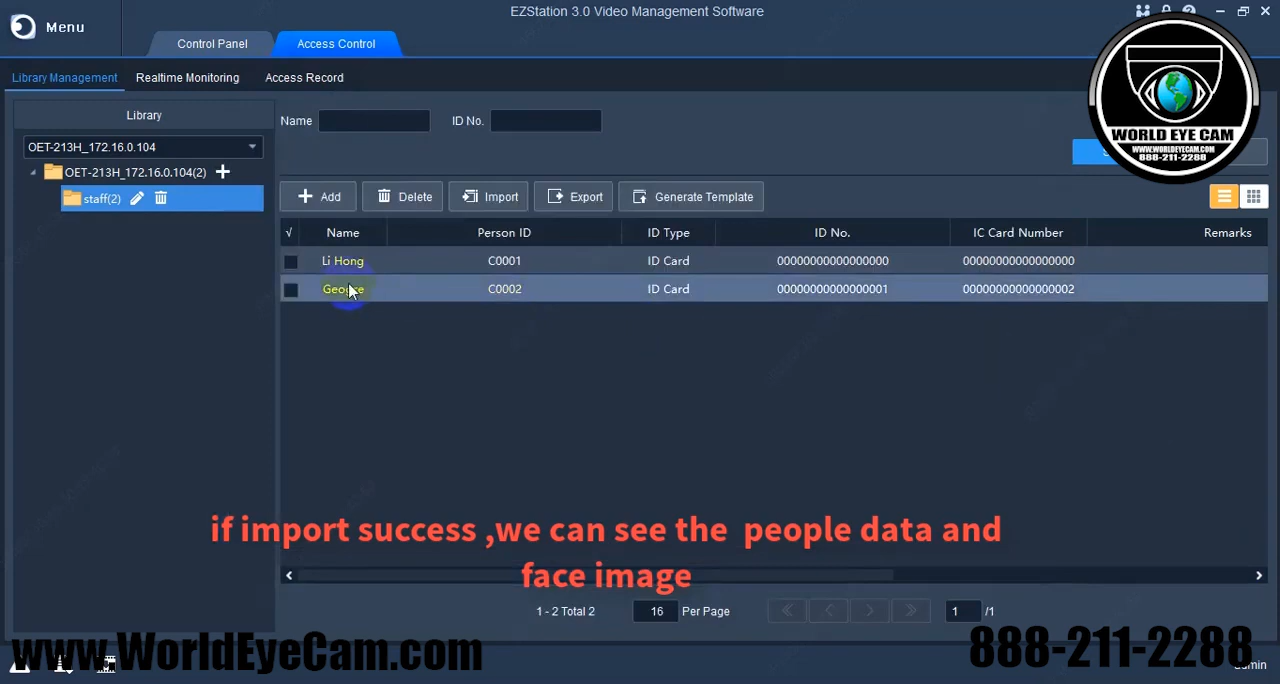 EZStation 3.0 Video Management Software
Menu
Control Panel
Access Control
Library Management
Realtime Monitoring
Access Record
WORLD EYE CAM
WWW.WORLDEYECAM.COM
888-211-2288
Library
Name
ID No.
OET-213H_172.16.0.104
OET-213H_172.16.0.104(2)
staff(2)
Add
Delete
Import
Export
Generate Template
√ Name Person ID ID Type ID No. IC Card Number Remarks
Li Hong C0001 ID Card 00000000000000000 00000000000000000
C0002 ID Card 00000000000000001 00000000000000002
if import success ,we can see the people data and
face image
1 - 2 Total 2 16 Per Page 1 /1
www.WorldEyeCam.com
888-211-2288
admin